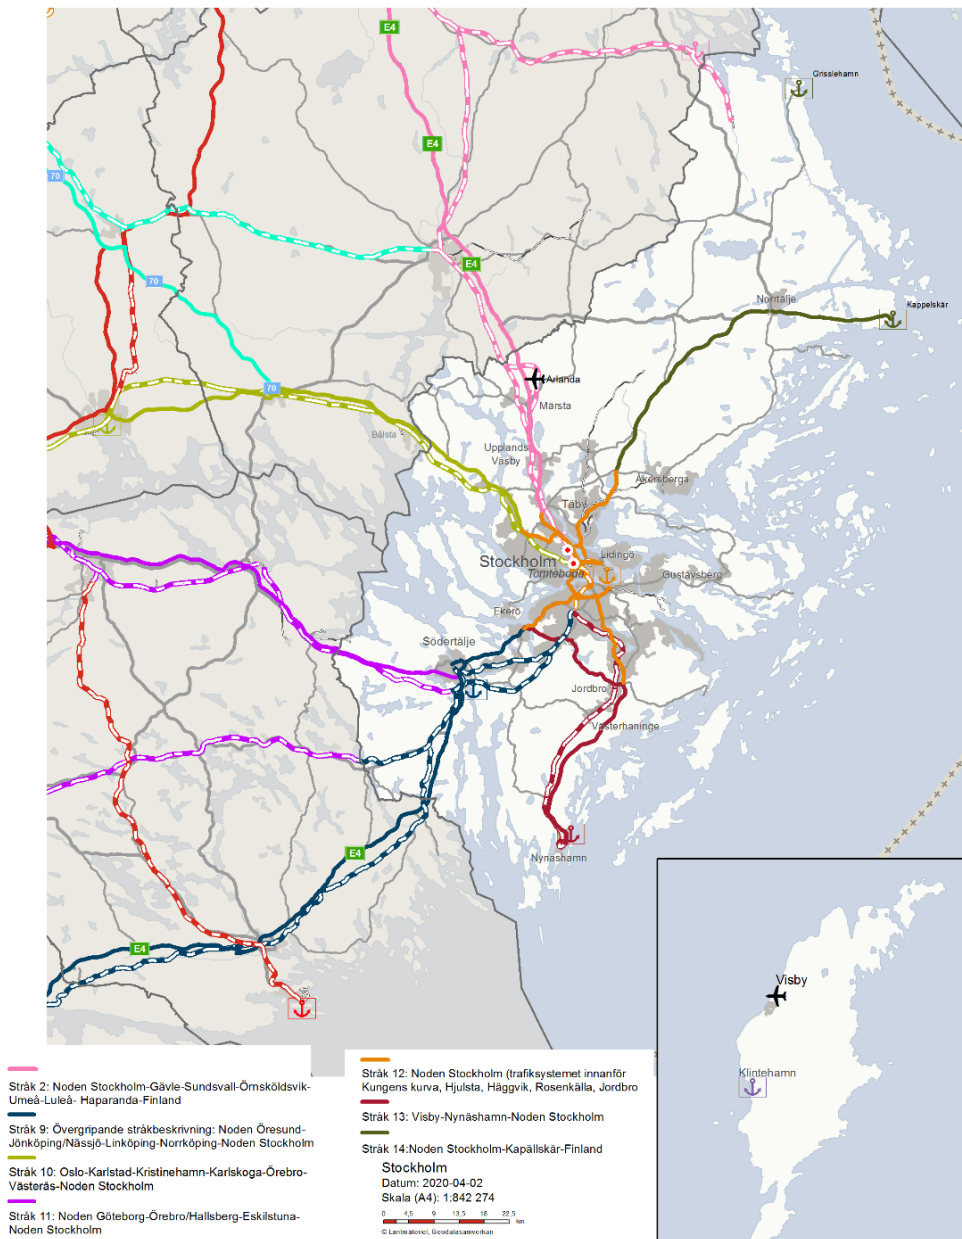 E4
Grisslehamn
E4
70
E4
70
Norrtälje
Kappelskär
Arlanda
70
Märsta
Bålsta
Upplands
Väsby
Åkersberga
Täby
Lidingö
Stockholm
Tomteboda
Gustavsberg
Ekerö
Södertälje
Jordbro
Västerhaninge
E4
Nynäshamn
E4
Visby
Klintehamn
Stråk 2: Noden Stockholm-Gävle-Sundsvall-Örnsköldsvik-
Umeå-Luleå- Haparanda-Finland
Stråk 9: Övergripande stråkbeskrivning: Noden Öresund-
Jönköping/Nässjö-Linköping-Norrköping-Noden Stockholm
Stråk 10: Oslo-Karlstad-Kristinehamn-Karlskoga-Örebro-
Västerås-Noden Stockholm
Stråk 11: Noden Göteborg-Örebro/Hallsberg-Eskilstuna-
Noden Stockholm
Stråk 12: Noden Stockholm (trafiksystemet innanför
Kungens kurva, Hjulsta, Häggvik, Rosenkälla, Jordbro
Stråk 13: Visby-Nynäshamn-Noden Stockholm
Stråk 14:Noden Stockholm-Kapällskär-Finland
Stockholm
Datum: 2020-04-02
Skala (A4): 1:842 274
0 4,5 9 13,5 18 22,5
km
© Lantmäteriet, Geodatasamverkan